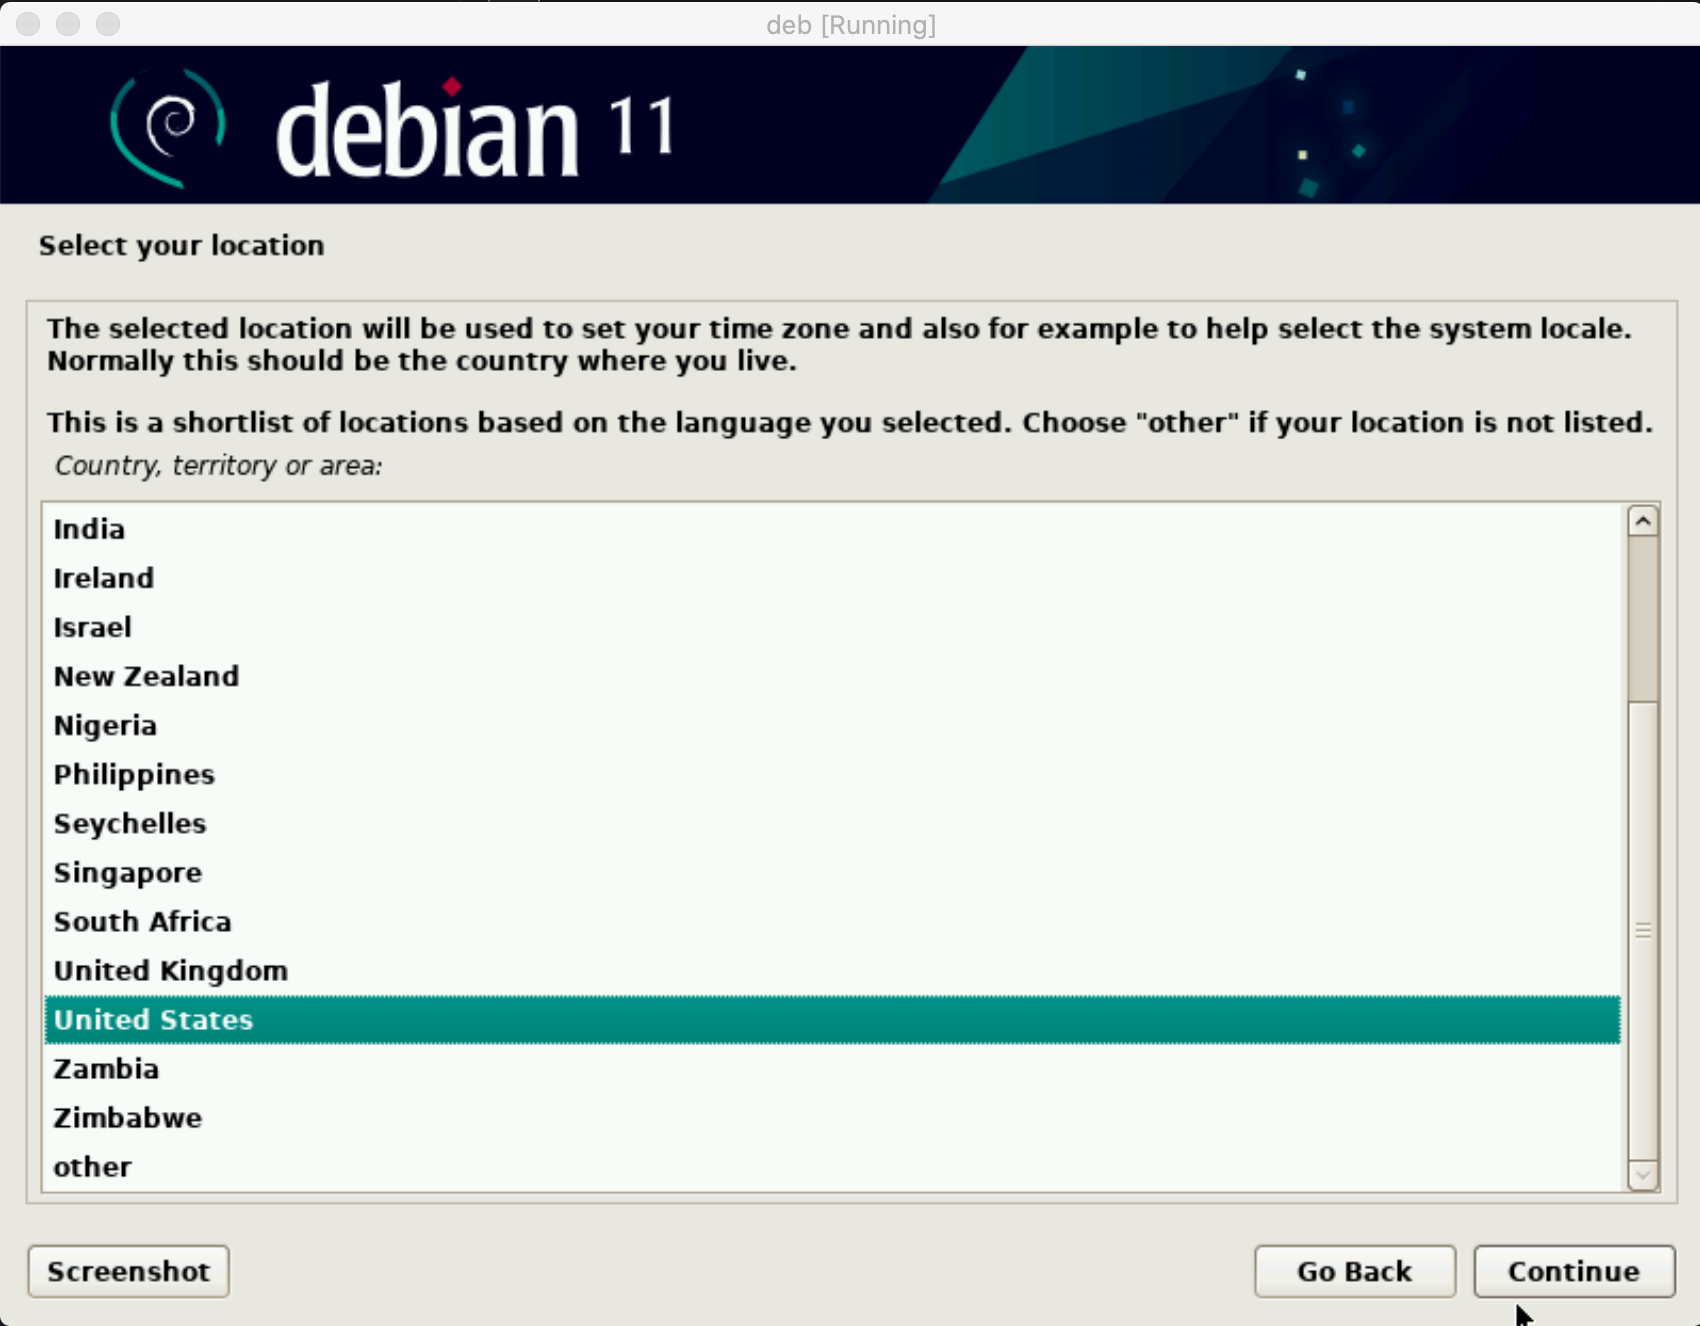 deb [Running]
debian 11
Select your location
The selected location will be used to set your time zone and also for example to help select the system locale.
Normally this should be the country where you live.
This is a shortlist of locations based on the language you selected. Choose "other" if your location is not listed.
Country, territory or area:
India
Ireland
Israel
New Zealand
Nigeria
Philippines
Seychelles
Singapore
South Africa
United Kingdom
United States
Zambia
Zimbabwe
other
Screenshot
Go Back
Continue